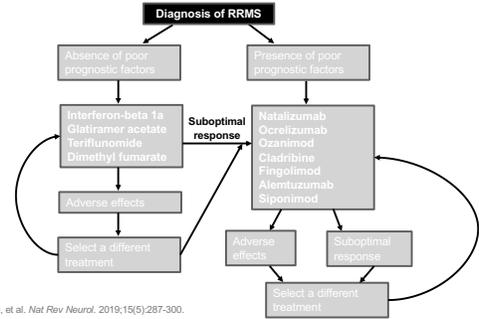 Diagnosis of RRMS
Absence of poor
prognostic factors
Presence of poor
prognostic factors
Interferon-beta 1a
Glatiramer acetate
Teriflunomide
Dimethyl fumarate
Suboptimal
response
Natalizumab
Ocrelizumab
Ozanimod
Cladribine
Fingolimod
Alemtuzumab
Siponimod
Adverse effects
Select a different
treatment
Adverse
effects
Suboptimal
response
Select a different
treatment
, et al. Nat Rev Neurol. 2019;15(5):287-300.